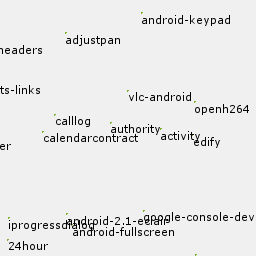 android-keypad
adjustpan
headers
ts-links
vlc-android
openh264
calllog
authority
activity
calendarcontract
edify
er
google-console-dev
android-2.1-eclair
iprogressdialog
android-fullscreen
24hour